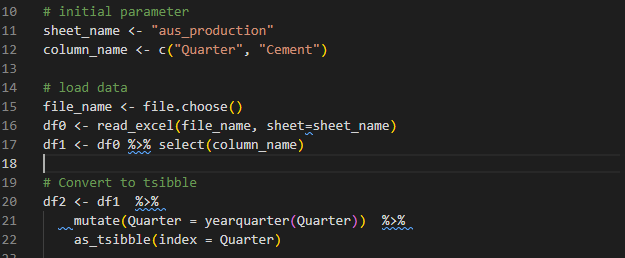 10 # initial parameter
11 sheet_name <- "aus_production"
12 column_name <- c("Quarter", "Cement")
13
14 # load data
15 file_name <- file.choose()
16 df0 <- read_excel(file_name, sheet=sheet_name)
17 df1 <- df0 %>% select(column_name)
18
19 # Convert to tsibble
20 df2 <- df1  %>%
21   mutate(Quarter = yearquarter(Quarter))  %>%
22   as_tsibble(index = Quarter)
23